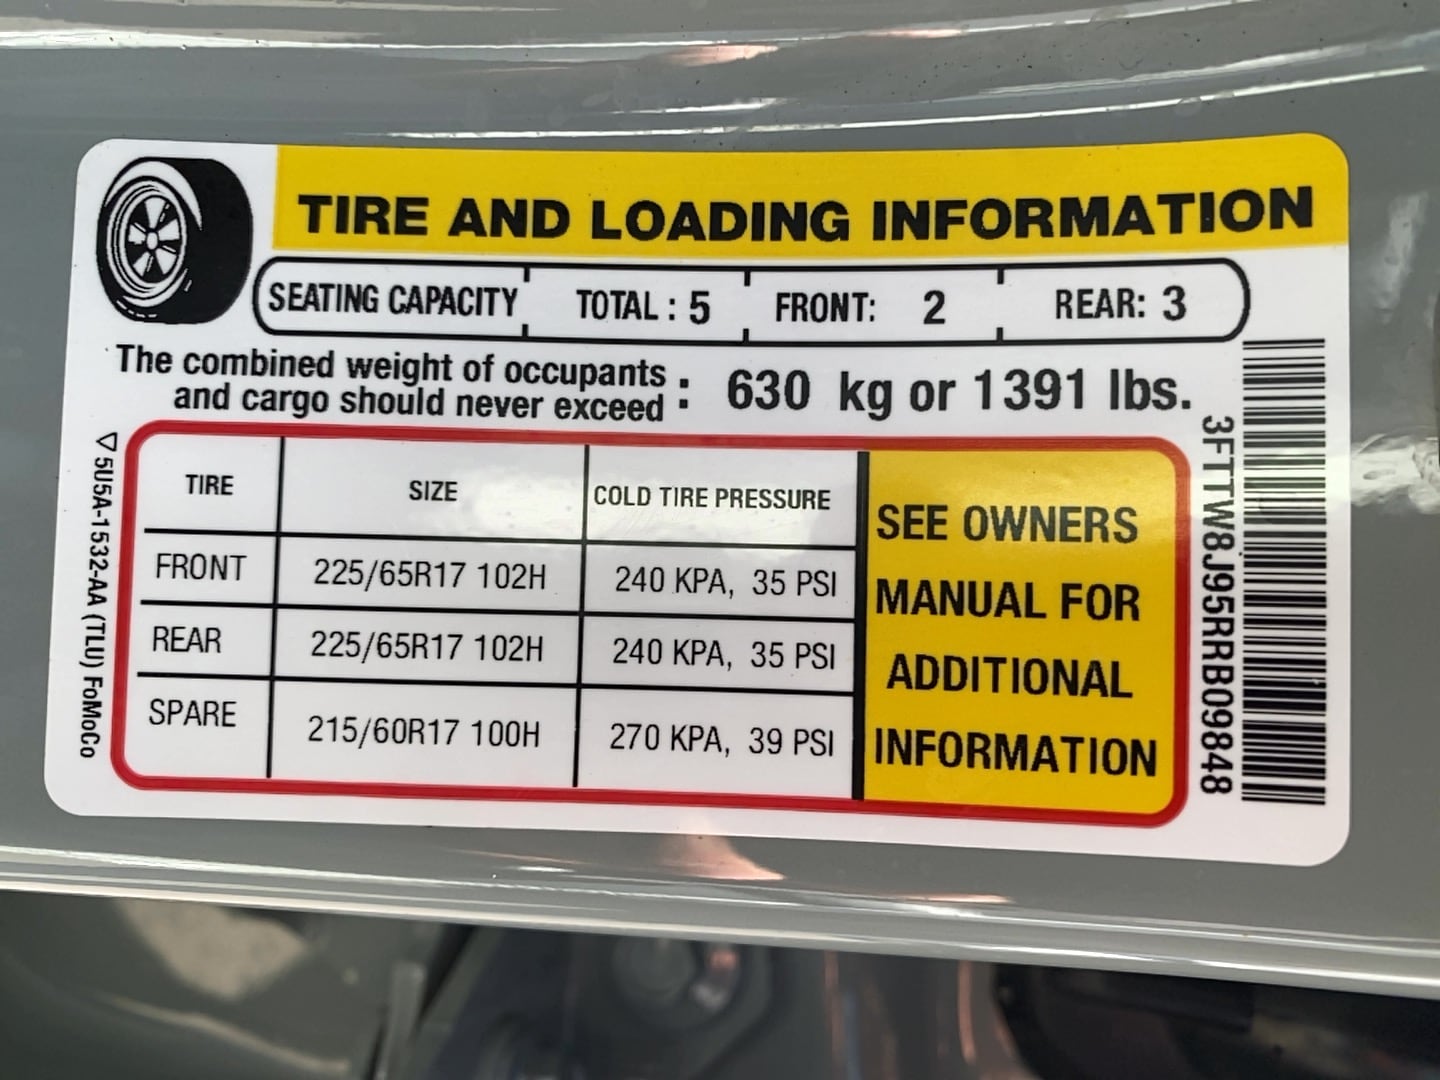 TIRE AND LOADING INFORMATION
SEATING CAPACITY TOTAL : 5 FRONT: 2 REAR: 3
The combined weight of occupants
and cargo should never exceed : 630 kg or 1391 lbs.
TIRE SIZE COLD TIRE PRESSURE
FRONT 225/65R17 102H 240 KPA, 35 PSI
REAR 225/65R17 102H 240 KPA, 35 PSI
SPARE 215/60R17 100H 270 KPA, 39 PSI
SEE OWNERS
MANUAL FOR
ADDITIONAL
INFORMATION
5U5A-1532-AA (TLU) FoMoCo
3FTTW8J95RRB09848